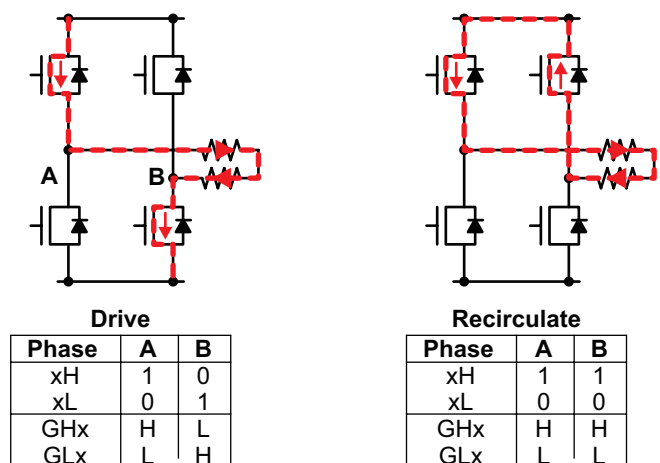 A B
Drive Recirculate
Phase A B Phase A B
xH 1 0 xH 1 1
xL 0 1 xL 0 0
GHx H L GHx H H
GLx L H GLx L L